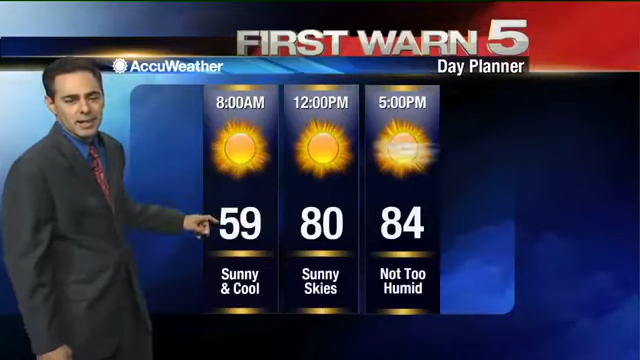 FIRST WARN 5
AccuWeather
Day Planner
8:00AM
12:00PM
5:00PM
59
80
84
Sunny
& Cool
Sunny
Skies
Not Too
Humid